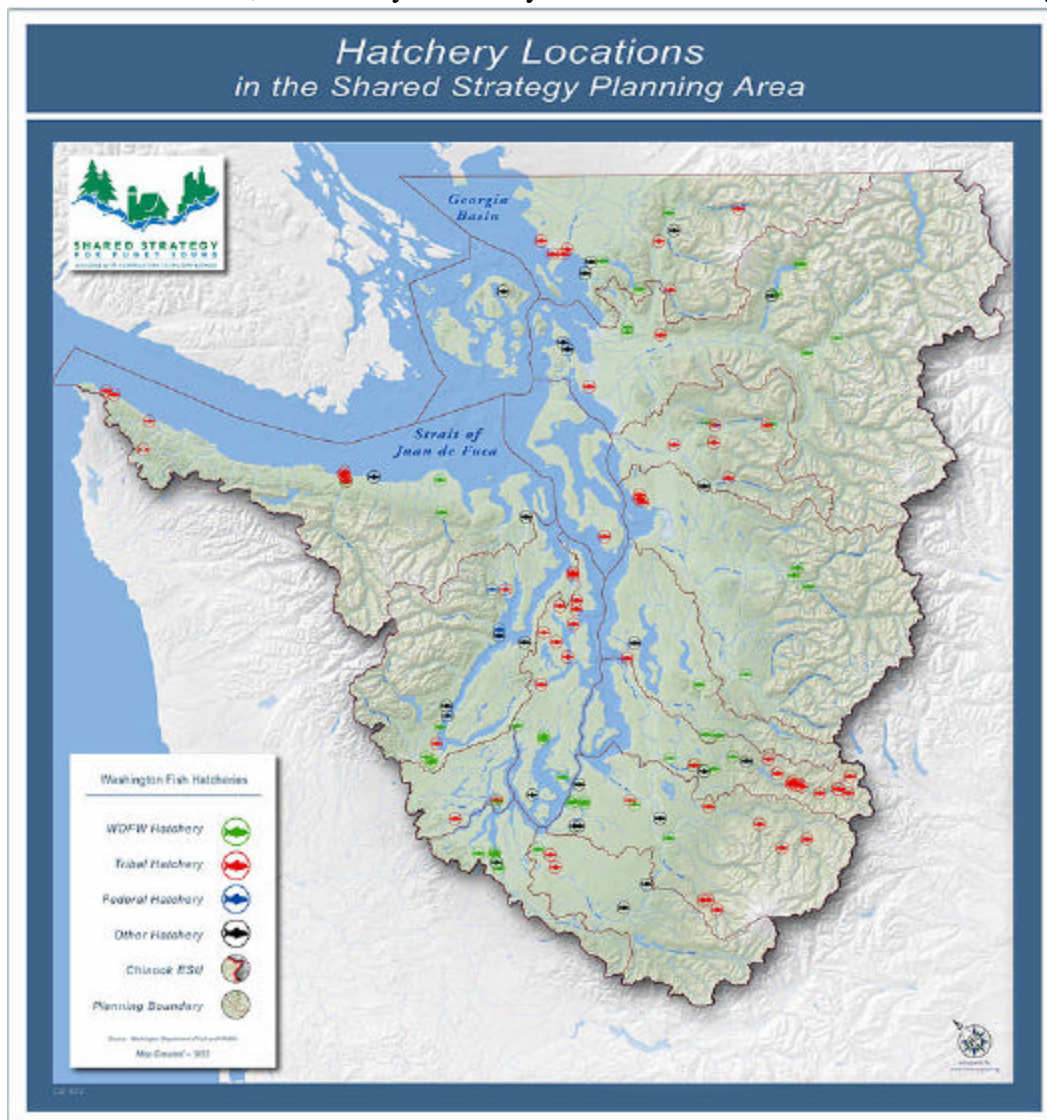 Hatchery Locations
in the Shared Strategy Planning Area
SHARED STRATEGY
FOR PUGET SOUND
Georgia
Basin
Strait of
Juan de Fuca
Washington Fish Hatcheries
WDFW Hatchery
Tribal Hatchery
Federal Hatchery
Other Hatchery
Chinook ESU
Planning Boundary